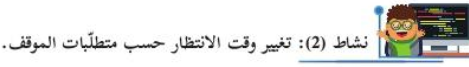 نشاط (2): تغيير وقت الانتظار حسب متطلّبات الموقف.